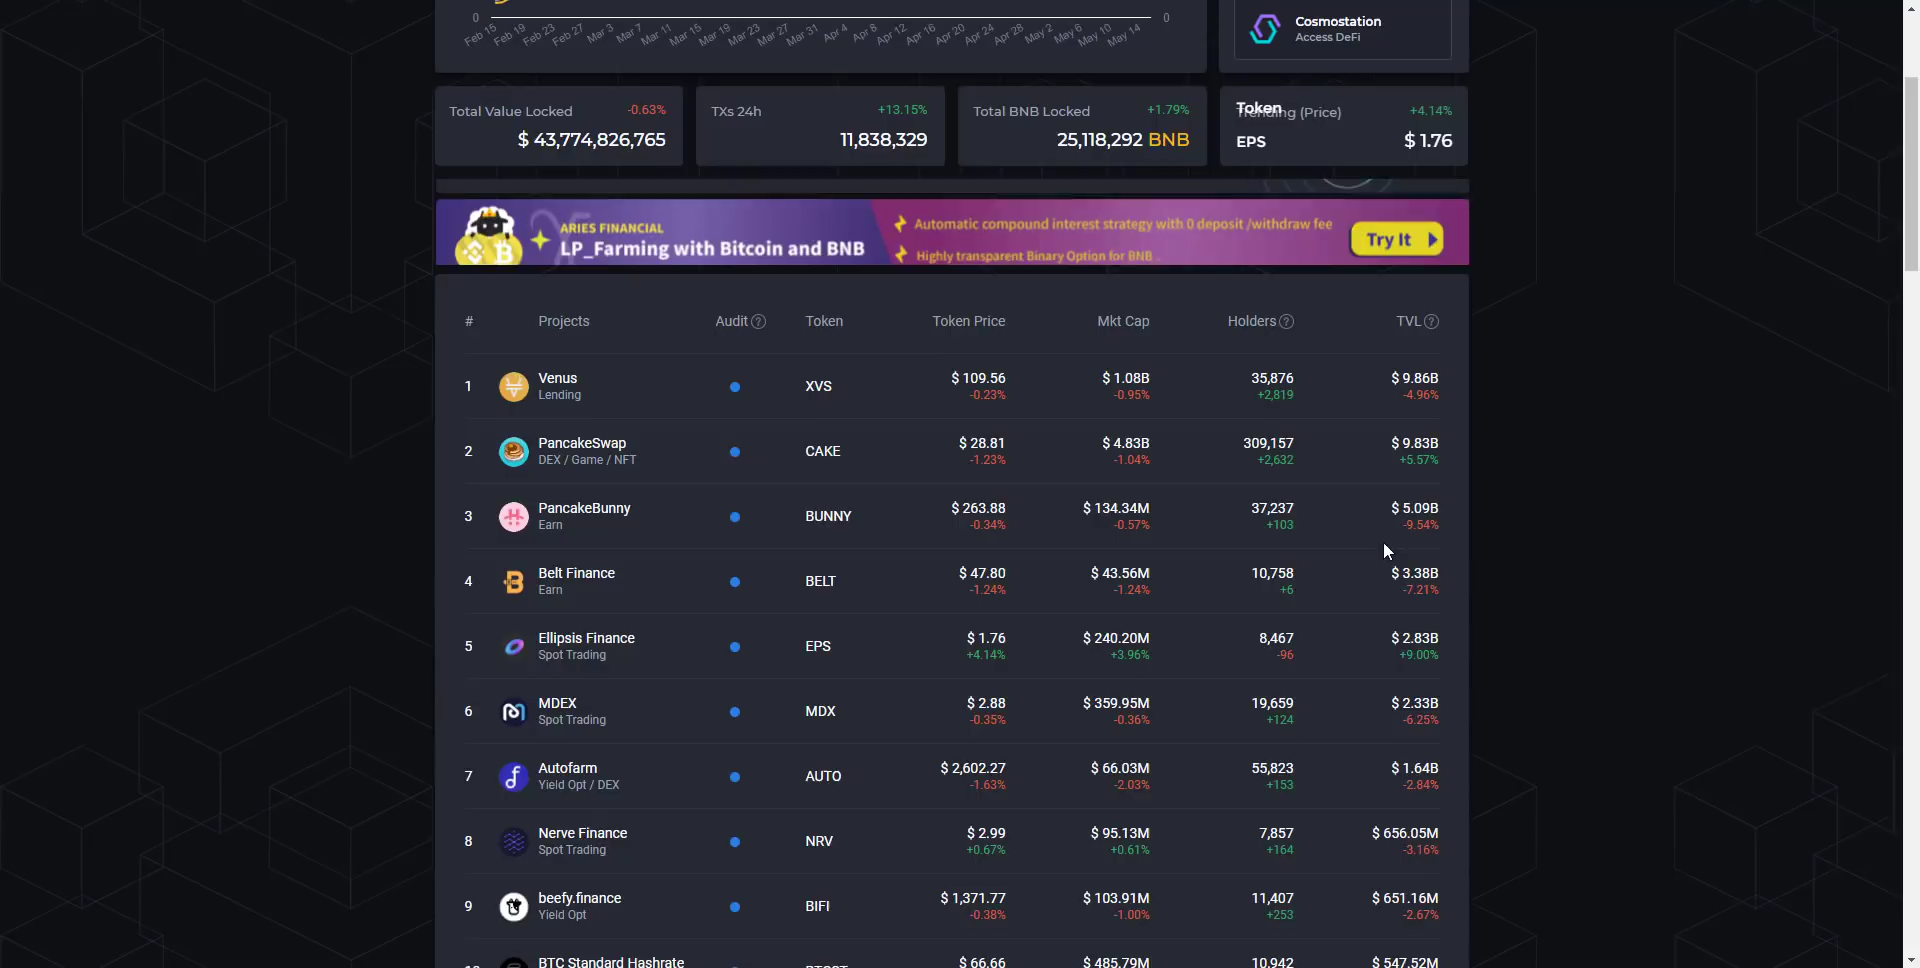 0
0
Feb 15 Feb 19 Feb 23 Feb 27 Mar 3 Mar 7 Mar 11 Mar 15 Mar 19 Mar 23 Mar 27 Mar 31 Apr 4 Apr 8 Apr 12 Apr 16 Apr 20 Apr 24 Apr 28 May 2 May 6 May 10 May 14
Cosmostation
Access DeFi
Total Value Locked -0.63%
$ 43,774,826,765
TXs 24h +13.15%
11,838,329
Total BNB Locked +1.79%
25,118,292 BNB
Token
Trending (Price) +4.14%
EPS $ 1.76
ARIES FINANCIAL
LP_Farming with Bitcoin and BNB
Automatic compound interest strategy with 0 deposit /withdraw fee
Highly transparent Binary Option for BNB
Try It
# Projects Audit ? Token Token Price Mkt Cap Holders ? TVL ?
1 Venus XVS $ 109.56 $ 1.08B 35,876 $ 9.86B
Lending -0.23% -0.95% +2,819 -4.96%
2 PancakeSwap CAKE $ 28.81 $ 4.83B 309,157 $ 9.83B
DEX / Game / NFT -1.23% -1.04% +2,632 +5.57%
3 PancakeBunny BUNNY $ 263.88 $ 134.34M 37,237 $ 5.09B
Earn -0.34% -0.57% +103 -9.54%
4 Belt Finance BELT $ 47.80 $ 43.56M 10,758 $ 3.38B
Earn -1.24% -1.24% +6 -7.21%
5 Ellipsis Finance EPS $ 1.76 $ 240.20M 8,467 $ 2.83B
Spot Trading +4.14% +3.96% -96 +9.00%
6 MDEX MDX $ 2.88 $ 359.95M 19,659 $ 2.33B
Spot Trading -0.35% -0.36% +124 -6.25%
7 Autofarm AUTO $ 2,602.27 $ 66.03M 55,823 $ 1.64B
Yield Opt / DEX -1.63% -2.03% +153 -2.84%
8 Nerve Finance NRV $ 2.99 $ 95.13M 7,857 $ 656.05M
Spot Trading +0.67% +0.61% +164 -3.16%
9 beefy.finance BIFI $ 1,371.77 $ 103.91M 11,407 $ 651.16M
Yield Opt -0.38% -1.00% +253 -2.67%
BTC Standard Hashrate $ 66.66 $ 485.79M 10,942 $ 547.52M